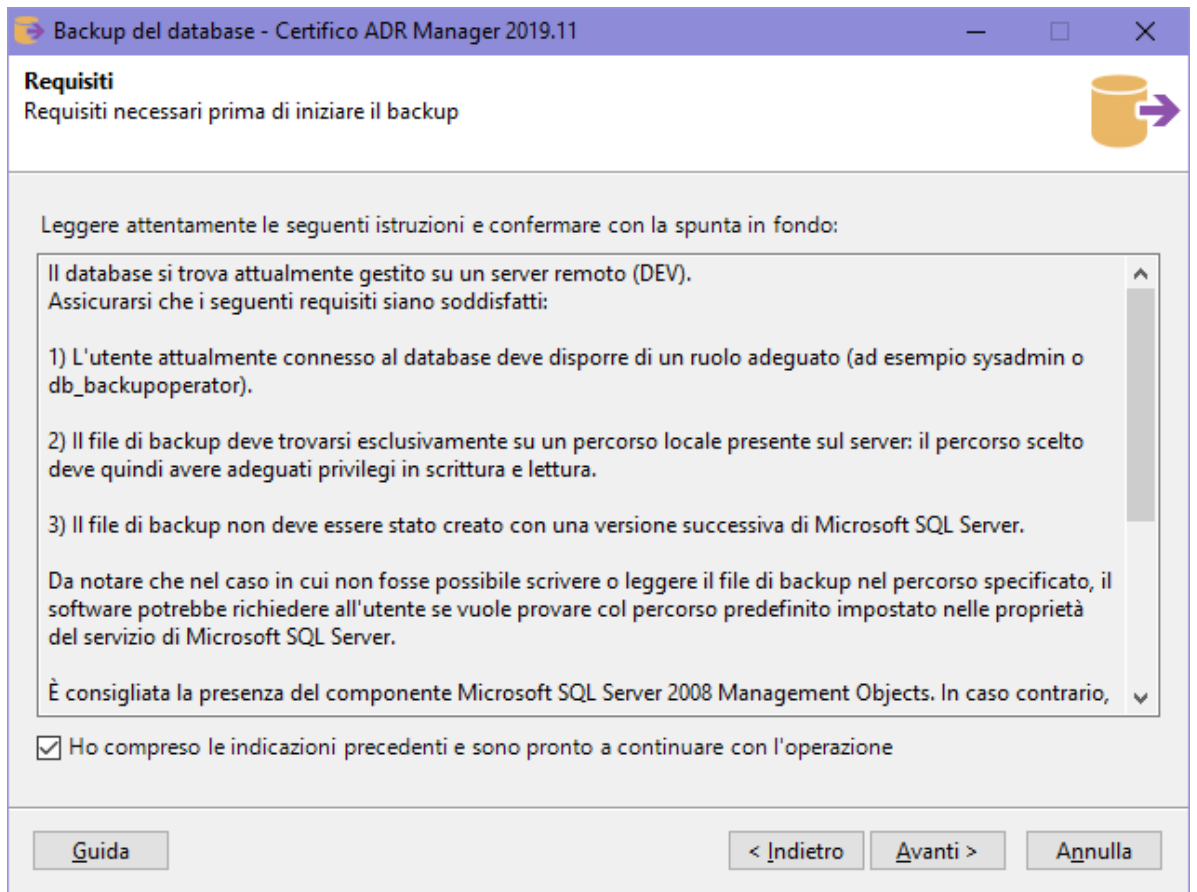 Backup del database - Certifico ADR Manager 2019.11
Requisiti
Requisiti necessari prima di iniziare il backup
Leggere attentamente le seguenti istruzioni e confermare con la spunta in fondo:
Il database si trova attualmente gestito su un server remoto (DEV).
Assicurarsi che i seguenti requisiti siano soddisfatti:
1) L'utente attualmente connesso al database deve disporre di un ruolo adeguato (ad esempio sysadmin o
db_backupoperator).
2) Il file di backup deve trovarsi esclusivamente su un percorso locale presente sul server: il percorso scelto
deve quindi avere adeguati privilegi in scrittura e lettura.
3) Il file di backup non deve essere stato creato con una versione successiva di Microsoft SQL Server.
Da notare che nel caso in cui non fosse possibile scrivere o leggere il file di backup nel percorso specificato, il
software potrebbe richiedere all'utente se vuole provare col percorso predefinito impostato nelle proprietà
del servizio di Microsoft SQL Server.
È consigliata la presenza del componente Microsoft SQL Server 2008 Management Objects. In caso contrario,
Ho compreso le indicazioni precedenti e sono pronto a continuare con l'operazione
Guida
< Indietro
Avanti >
Annulla